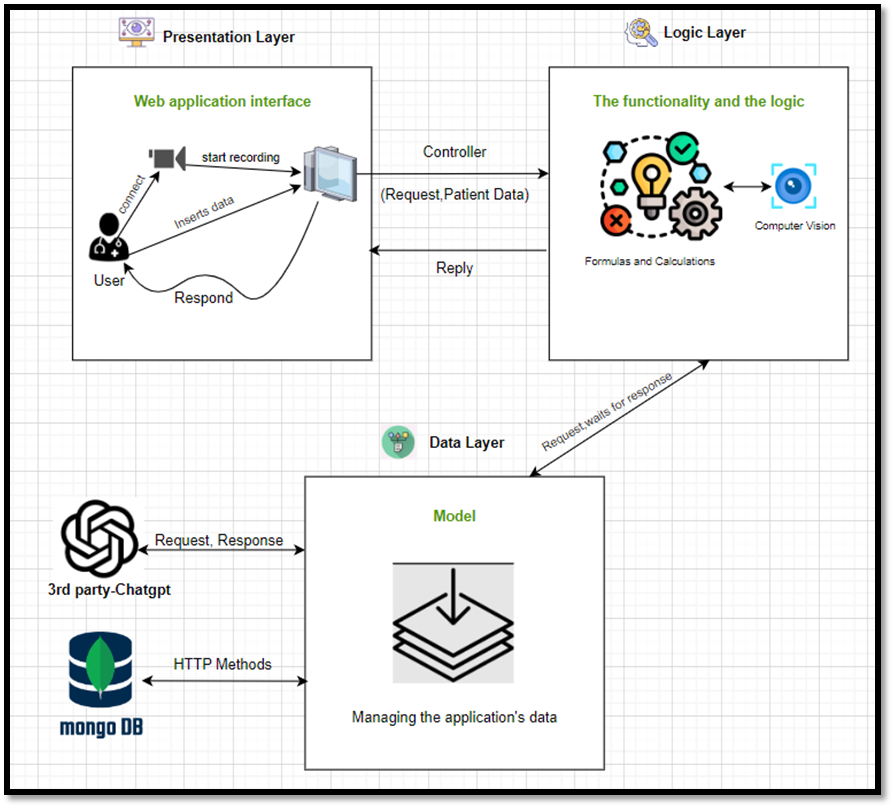 Presentation Layer
Logic Layer
Web application interface
The functionality and the logic
start recording
connect
Inserts data
User
Respond
Controller
(Request,Patient Data)
Reply
Formulas and Calculations
Computer Vision
Request,waits for response
Data Layer
Model
Request, Response
3rd party-Chatgpt
HTTP Methods
mongo DB
Managing the application's data